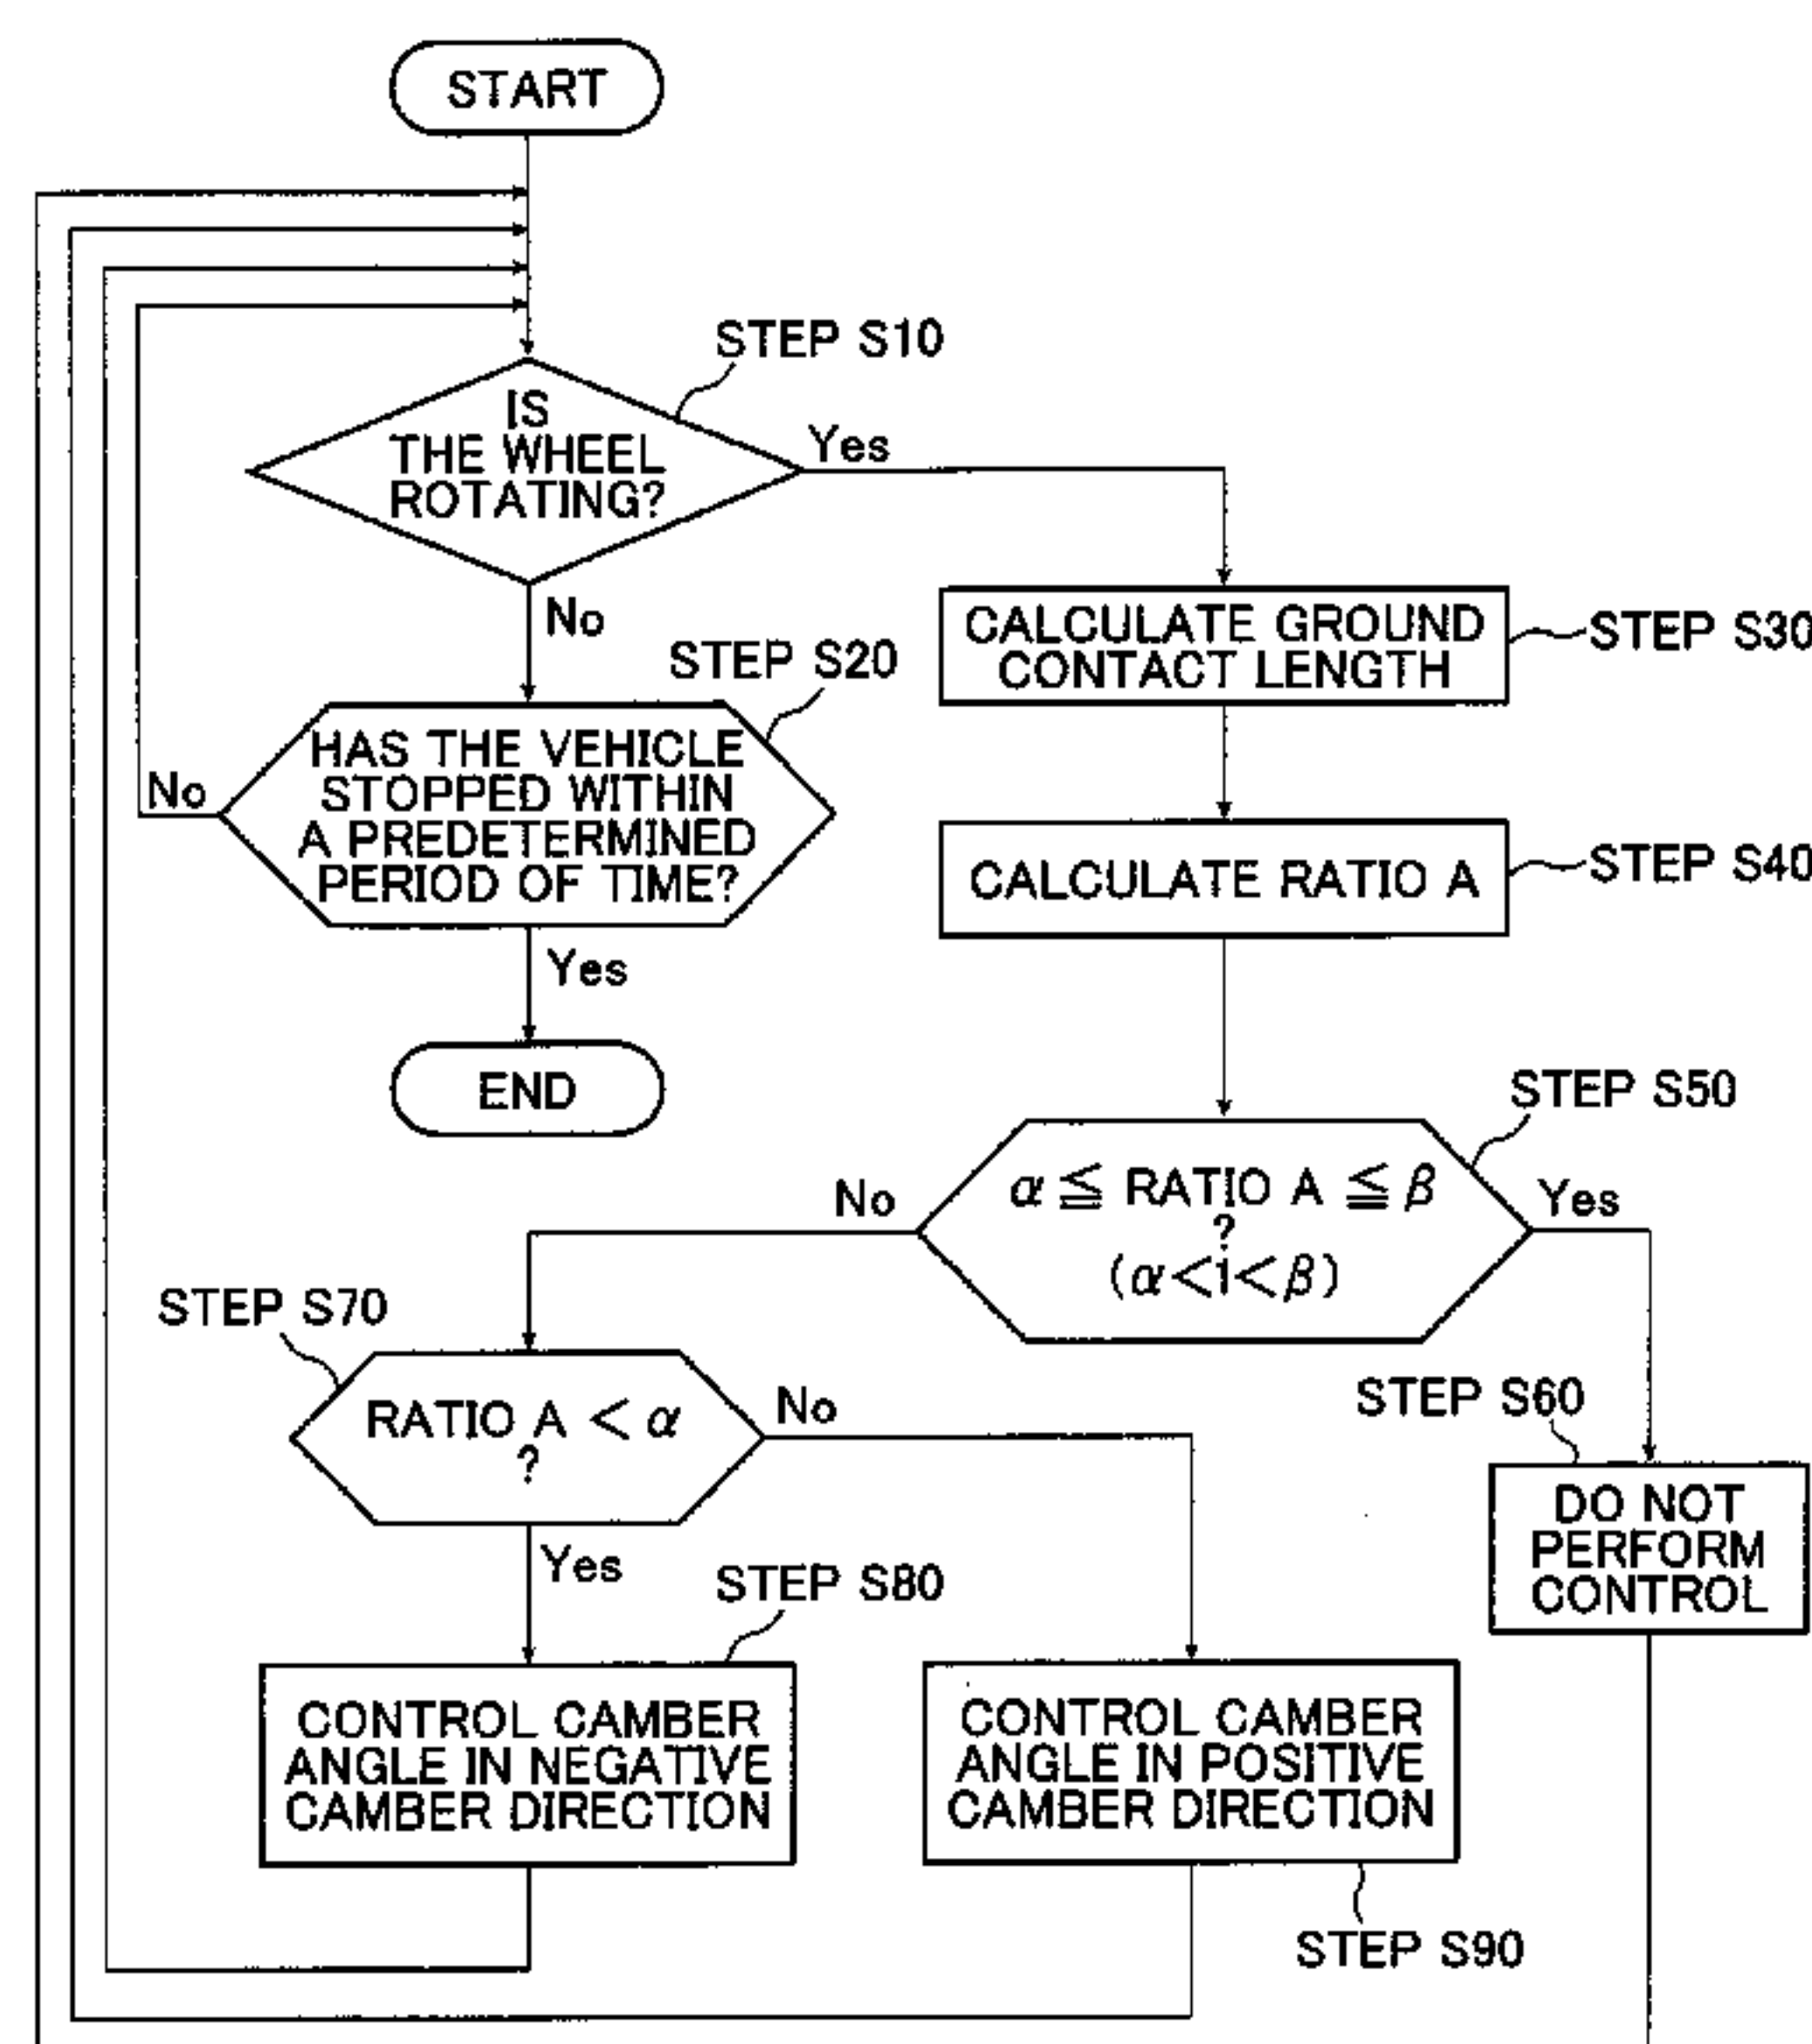 START
STEP S10
IS
THE WHEEL
ROTATING?
Yes
No
CALCULATE GROUND
CONTACT LENGTH
STEP S30
STEP S20
HAS THE VEHICLE
STOPPED WITHIN
A PREDETERMINED
PERIOD OF TIME?
No
Yes
CALCULATE RATIO A
STEP S40
END
STEP S50
α≦ RATIO A ≦β
?
(α<1<β)
No
Yes
STEP S70
RATIO A < α
?
No
Yes
STEP S60
DO NOT
PERFORM
CONTROL
STEP S80
CONTROL CAMBER
ANGLE IN NEGATIVE
CAMBER DIRECTION
CONTROL CAMBER
ANGLE IN POSITIVE
CAMBER DIRECTION
STEP S90